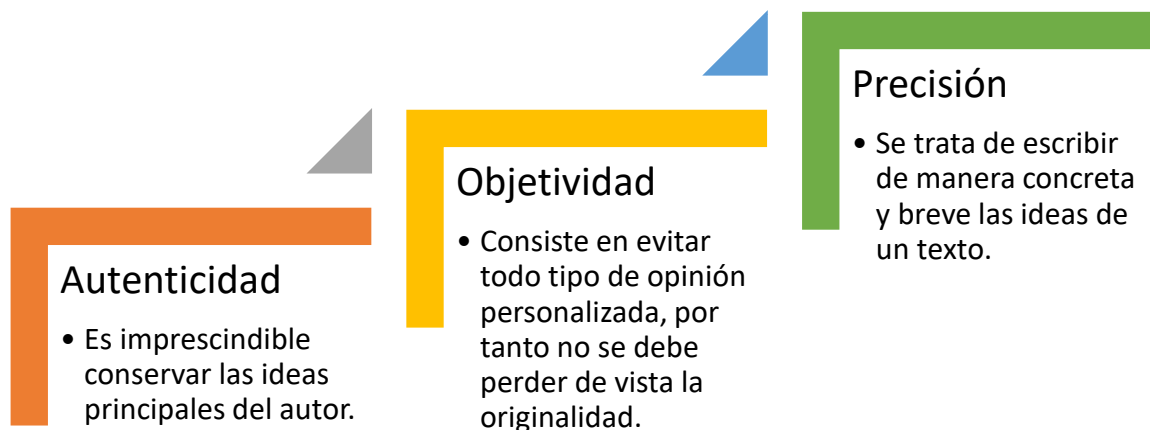 Autenticidad
• Es imprescindible
conservar las ideas
principales del autor.
Objetividad
• Consiste en evitar
todo tipo de opinión
personalizada, por
tanto no se debe
perder de vista la
originalidad.
Precisión
• Se trata de escribir
de manera concreta
y breve las ideas de
un texto.